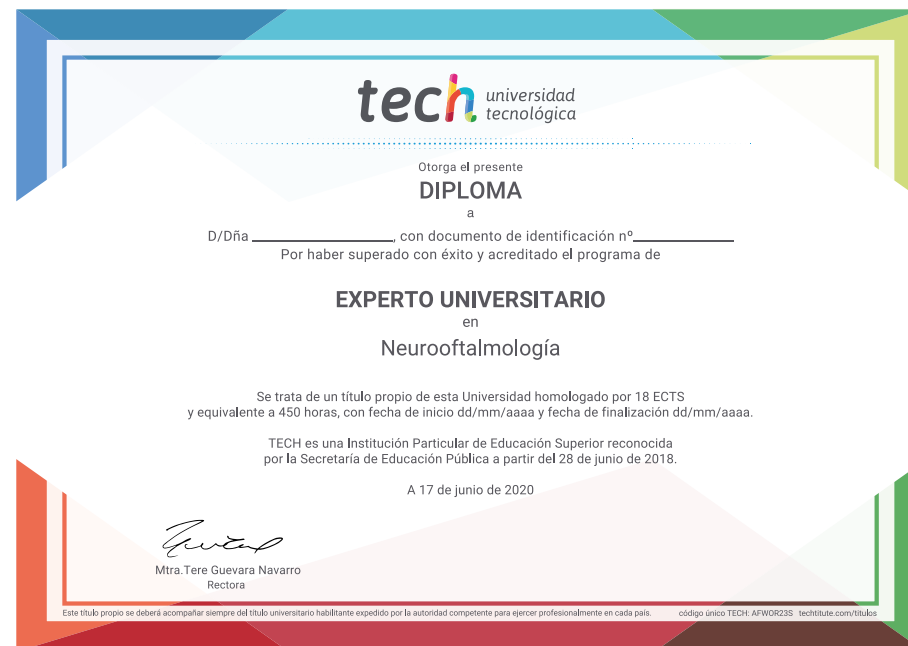 tech universidad
tecnológica
Otorga el presente
DIPLOMA
a
D/Dña ____________, con documento de identificación nº____________
Por haber superado con éxito y acreditado el programa de
EXPERTO UNIVERSITARIO
en
Neurooftalmología
Se trata de un título propio de esta Universidad homologado por 18 ECTS
y equivalente a 450 horas, con fecha de inicio dd/mm/aaaa y fecha de finalización dd/mm/aaaa.
TECH es una Institución Particular de Educación Superior reconocida
por la Secretaría de Educación Pública a partir del 28 de junio de 2018.
A 17 de junio de 2020
Mtra.Tere Guevara Navarro
Rectora
Este título propio se deberá acompañar siempre del título universitario habilitante expedido por la autoridad competente para ejercer profesionalmente en cada país. código único TECH: AFWOR23S techtitute.com/titulos